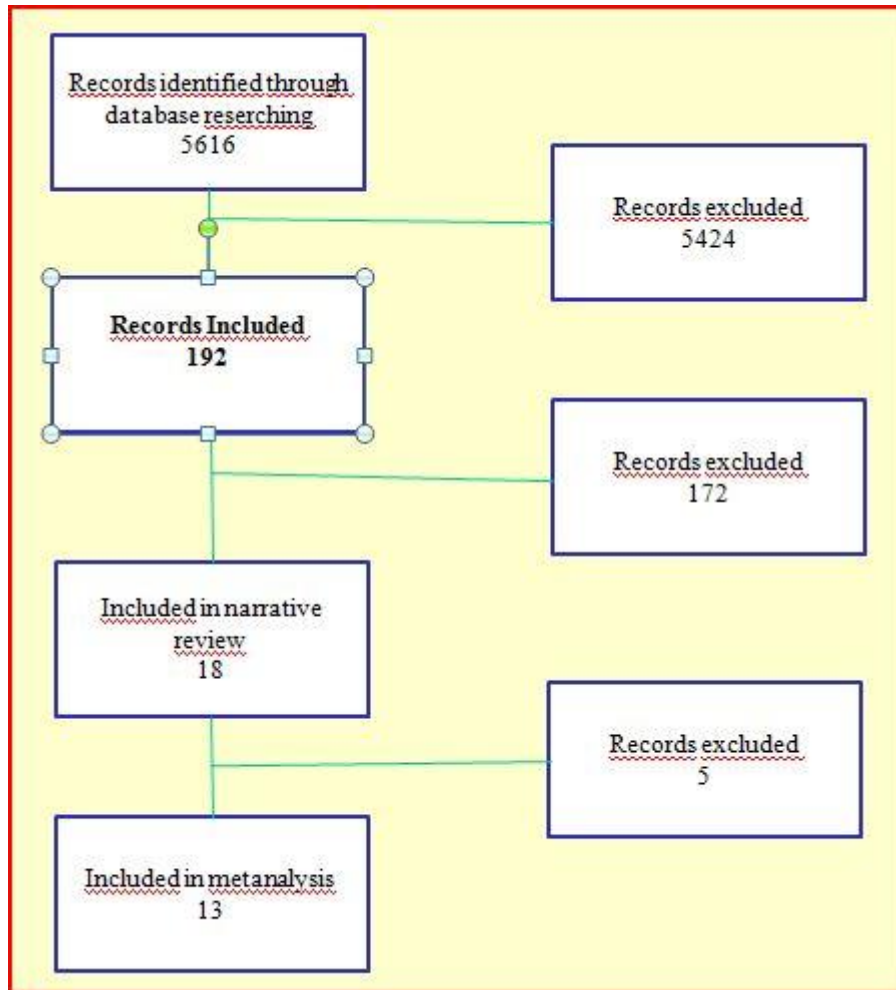 Records identified through
database reserching
5616
Records excluded
5424
Records Included
192
Records excluded
172
Included in narrative
review
18
Records excluded
5
Included in metanalysis
13